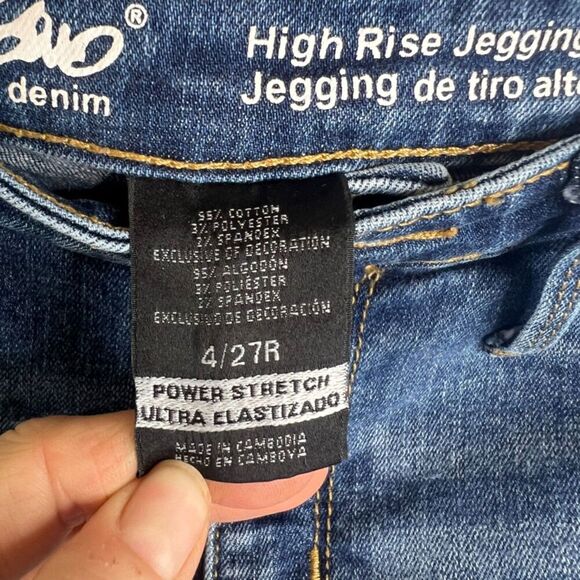 ®
denim
High Rise Jegging
Jegging de tiro alto
95% COTTON
3% POLYESTER
2% SPANDEX
EXCLUSIVE OF DECORATION
95% ALGODÓN
3% POLIÉSTER
2% SPANDEX
EXCLUSIVO DE DECORACIÓN
4/27R
POWER STRETCH
ULTRA ELASTIZADO
MADE IN CAMBODIA
HECHO EN CAMBOYA